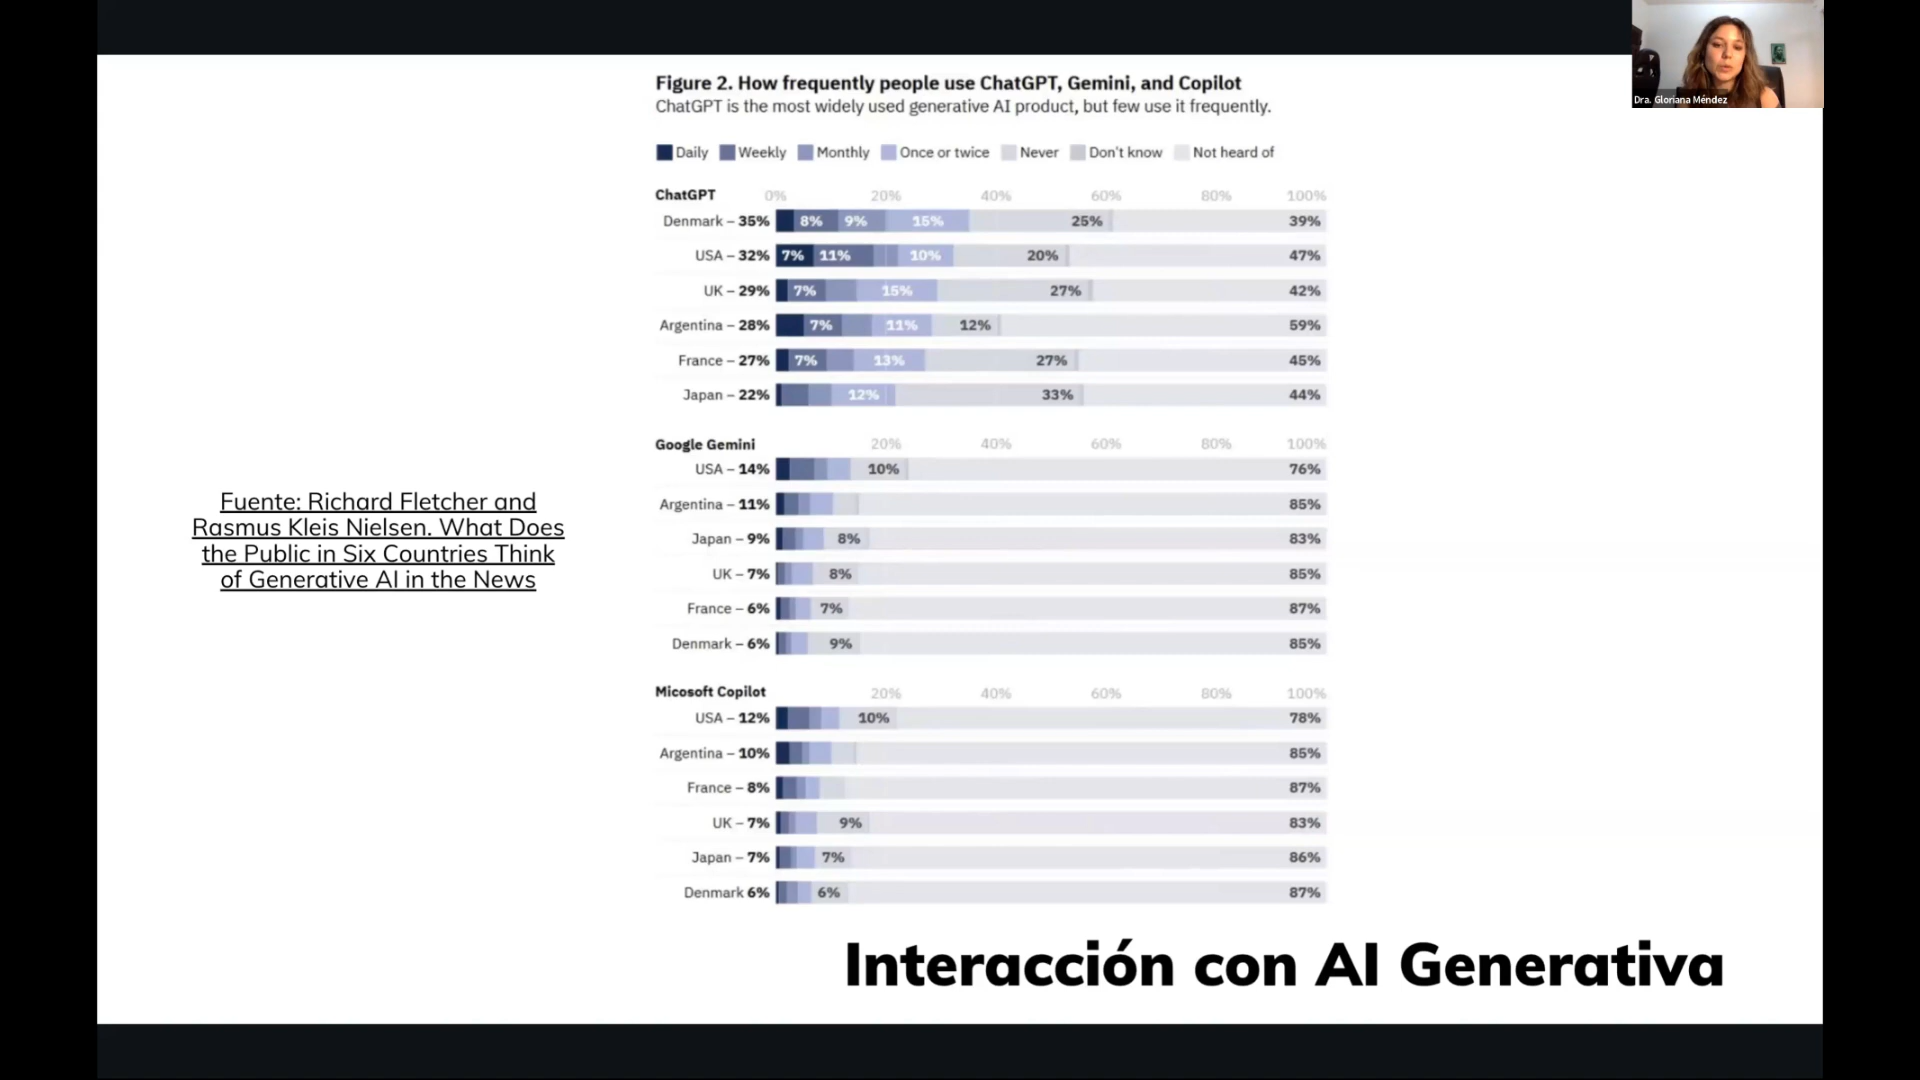 Dra. Gloriana Méndez
Figure 2. How frequently people use ChatGPT, Gemini, and Copilot
ChatGPT is the most widely used generative AI product, but few use it frequently.
Daily Weekly Monthly Once or twice Never Don't know Not heard of
ChatGPT 0% 20% 40% 60% 80% 100%
Denmark – 35% 8% 9% 15% 25% 39%
USA – 32% 7% 11% 10% 20% 47%
UK – 29% 7% 15% 27% 42%
Argentina – 28% 7% 11% 12% 59%
France – 27% 7% 13% 27% 45%
Japan – 22% 12% 33% 44%
Google Gemini 20% 40% 60% 80% 100%
USA – 14% 10% 76%
Argentina – 11% 85%
Japan – 9% 8% 83%
UK – 7% 8% 85%
France – 6% 7% 87%
Denmark – 6% 9% 85%
Micosoft Copilot 20% 40% 60% 80% 100%
USA – 12% 10% 78%
Argentina – 10% 85%
France – 8% 87%
UK – 7% 9% 83%
Japan – 7% 7% 86%
Denmark 6% 6% 87%
Fuente: Richard Fletcher and
Rasmus Kleis Nielsen. What Does
the Public in Six Countries Think
of Generative AI in the News
Interacción con AI Generativa